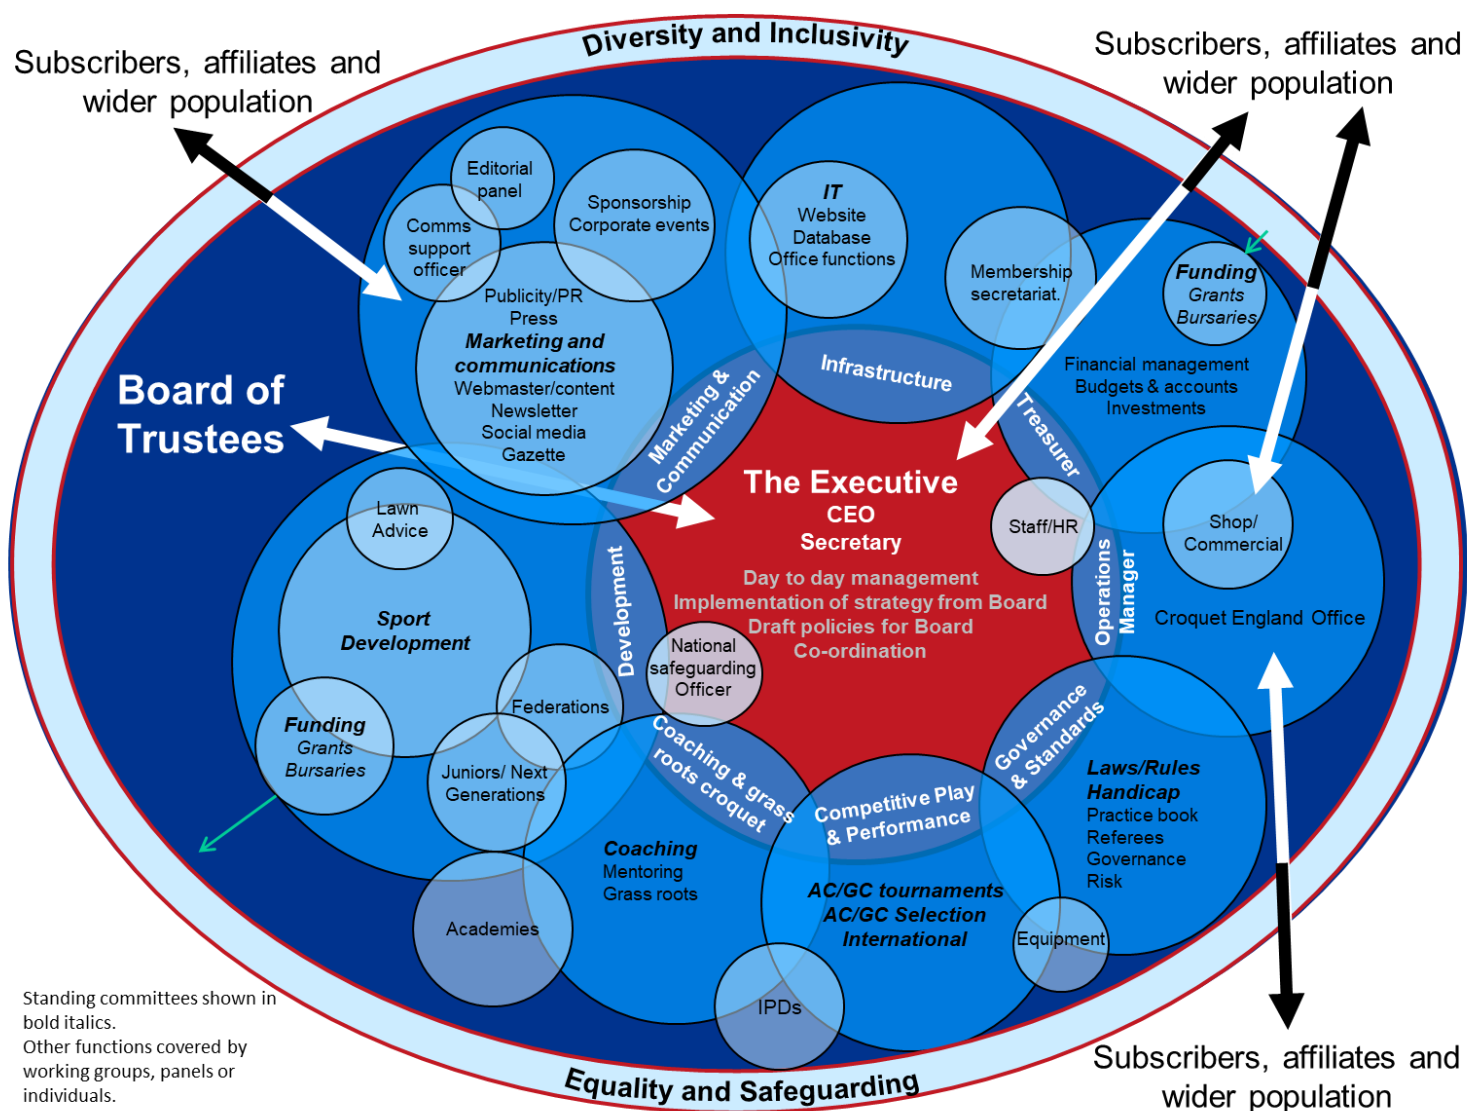 Diversity and Inclusivity
Subscribers, affiliates and
wider population
Subscribers, affiliates and
wider population
Editorial
panel
Comms
support
officer
Sponsorship
Corporate events
Publicity/PR
Press
Marketing and
communications
Webmaster/content
Newsletter
Social media
Gazette
IT
Website
Database
Office functions
Membership
secretariat.
Funding
Grants
Bursaries
Financial management
Budgets & accounts
Investments
Board of
Trustees
Marketing &
Communication
Infrastructure
Treasurer
The Executive
CEO
Secretary
Day to day management
Implementation of strategy from Board
Draft policies for Board
Co-ordination
Staff/HR
Shop/
Commercial
Operations
Manager
Croquet England Office
Lawn
Advice
Sport
Development
Development
National
safeguarding
Officer
Federations
Funding
Grants
Bursaries
Juniors/ Next
Generations
Coaching & grass
roots croquet
Competitive Play
& Performance
Governance
& Standards
Laws/Rules
Handicap
Practice book
Referees
Governance
Risk
Coaching
Mentoring
Grass roots
AC/GC tournaments
AC/GC Selection
International
Academies
Equipment
IPDs
Standing committees shown in
bold italics.
Other functions covered by
working groups, panels or
individuals.
Equality and Safeguarding
Subscribers, affiliates and
wider population